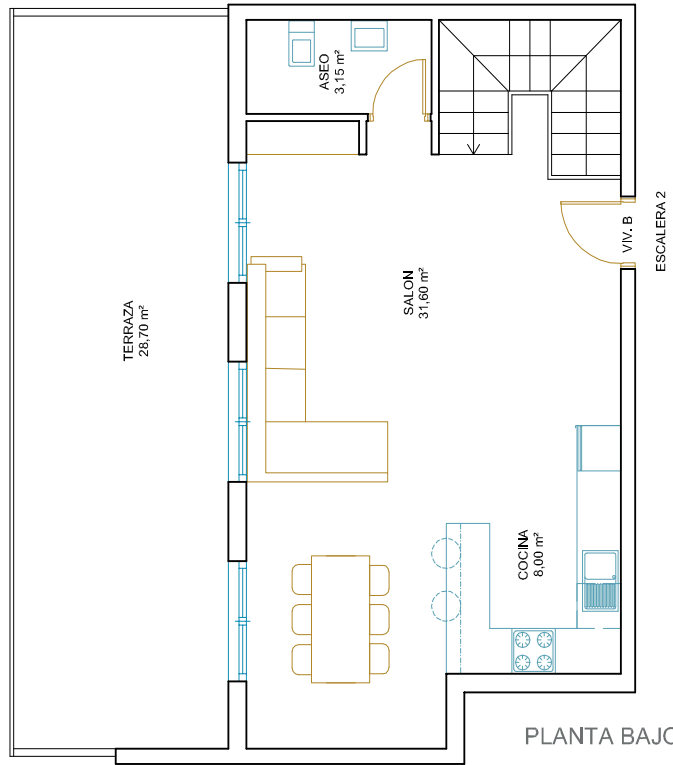 ASEO
3,15 m²
VIV. B
ESCALERA 2
SALON
31,60 m²
TERRAZA
28,70 m²
COCINA
8,00 m²
PLANTA BAJO